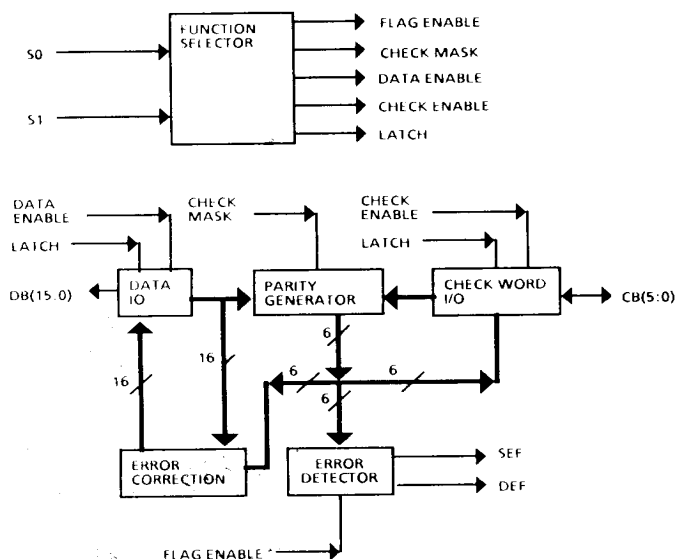 FUNCTION
SELECTOR
S0
S1
FLAG ENABLE
CHECK MASK
DATA ENABLE
CHECK ENABLE
LATCH
DATA
ENABLE
LATCH
CHECK
MASK
CHECK
ENABLE
LATCH
DB(15.0)
DATA
IO
PARITY
GENERATOR
CHECK WORD
I/O
CB(5:0)
6
16
16
6
6
6
ERROR
CORRECTION
ERROR
DETECTOR
SEF
DEF
FLAG ENABLE